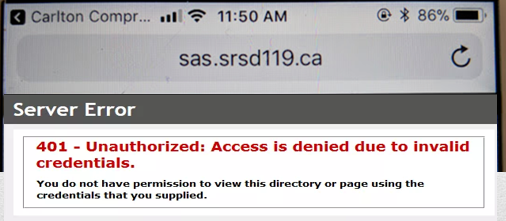 Carlton Compr... 11:50 AM 86%
sas.srsd119.ca
Server Error
401 - Unauthorized: Access is denied due to invalid
credentials.
You do not have permission to view this directory or page using the
credentials that you supplied.